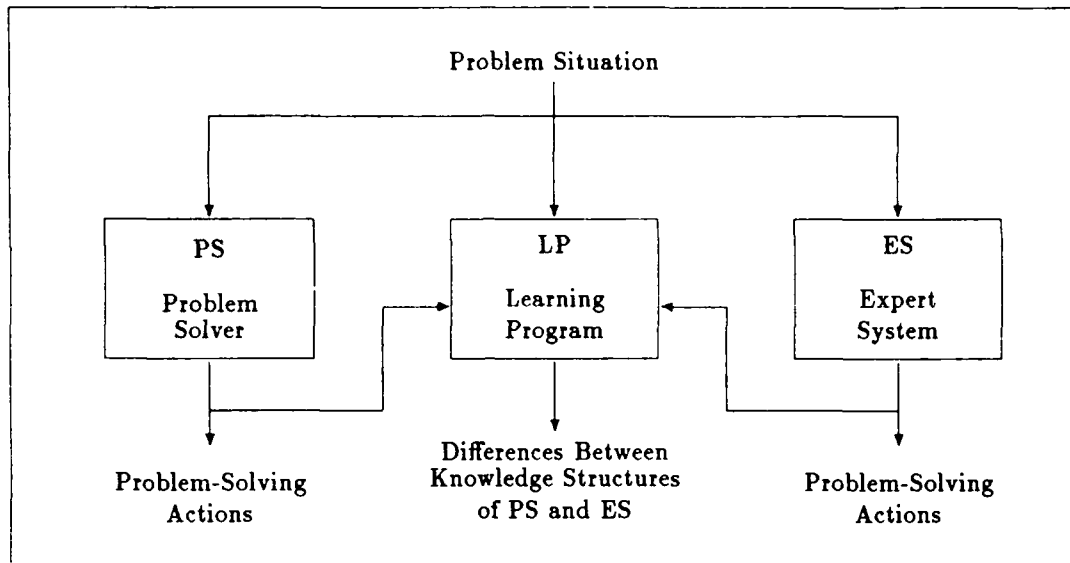 Problem Situation
PS
Problem
Solver
LP
Learning
Program
ES
Expert
System
Problem-Solving
Actions
Differences Between
Knowledge Structures
of PS and ES
Problem-Solving
Actions